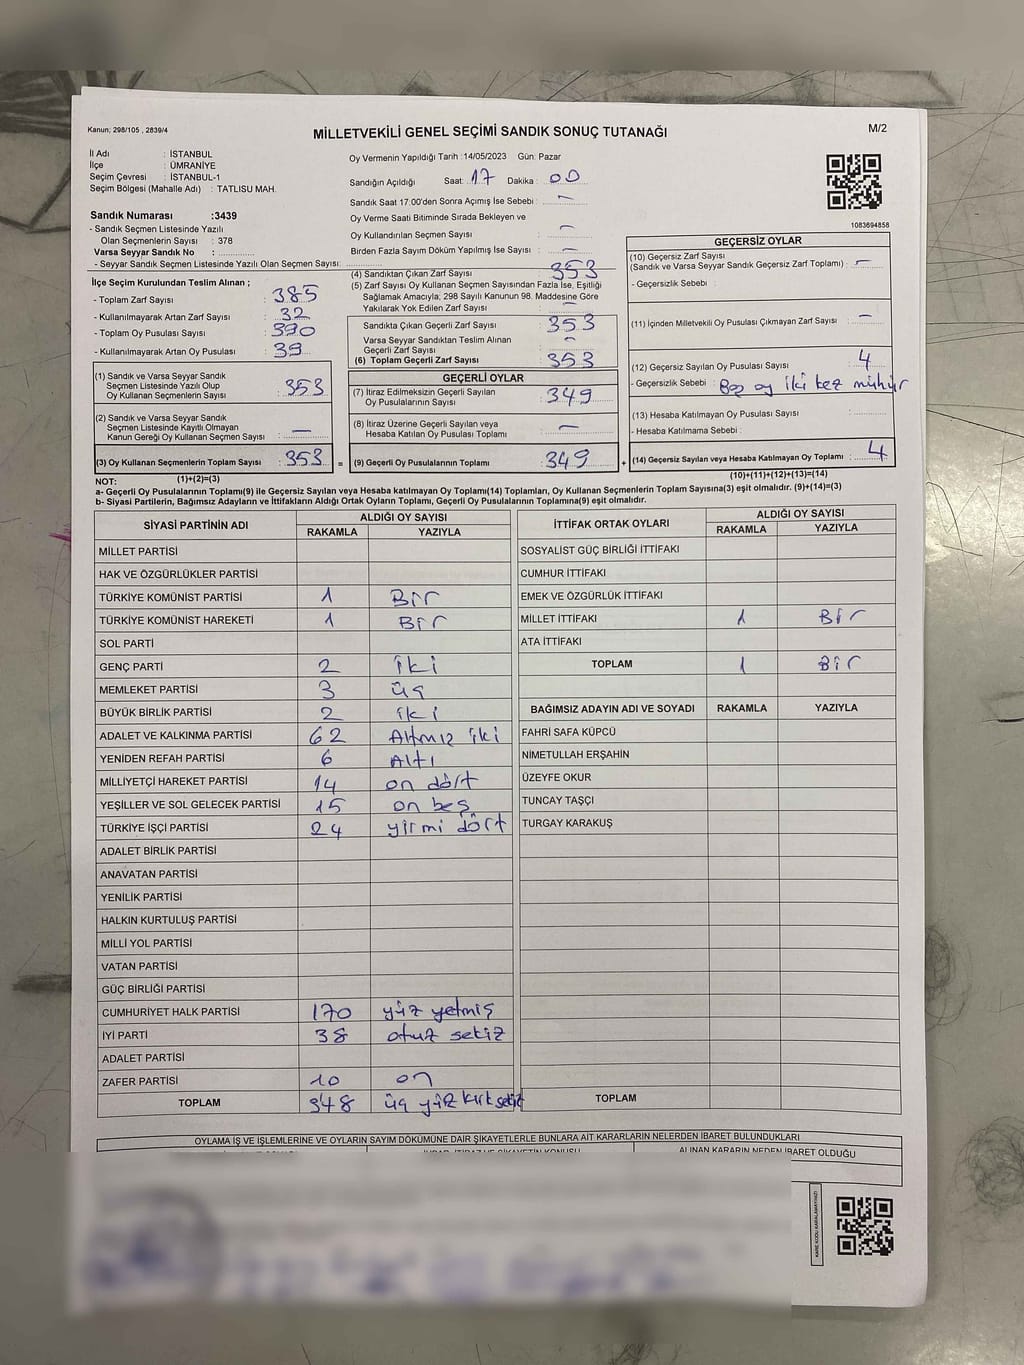 Kanun; 298/105 , 2839/4
MİLLETVEKİLİ GENEL SEÇİMİ SANDIK SONUÇ TUTANAĞI
M/2
İl Adı : İSTANBUL
İlçe : ÜMRANİYE
Seçim Çevresi : İSTANBUL-1
Seçim Bölgesi (Mahalle Adı) : TATLISU MAH.
Sandık Numarası :3439
- Sandık Seçmen Listesinde Yazılı
Olan Seçmenlerin Sayısı : 378
Varsa Seyyar Sandık No :
- Seyyar Sandık Seçmen Listesinde Yazılı Olan Seçmen Sayısı:
Oy Vermenin Yapıldığı Tarih :14/05/2023 Gün: Pazar
Sandığın Açıldığı Saat: 17 Dakika : 00
Sandık Saat 17:00'den Sonra Açımış İse Sebebi : —
Oy Verme Saati Bitiminde Sırada Bekleyen ve
Oy Kullandırılan Seçmen Sayısı : —
Birden Fazla Sayım Döküm Yapılmış İse Sayısı : —
1083694858
İlçe Seçim Kurulundan Teslim Alınan ;
- Toplam Zarf Sayısı : 385
- Kullanılmayarak Artan Zarf Sayısı : 32
- Toplam Oy Pusulası Sayısı : 390
- Kullanılmayarak Artan Oy Pusulası : 39
(1) Sandık ve Varsa Seyyar Sandık
Seçmen Listesinde Yazılı Olup
Oy Kullanan Seçmenlerin Sayısı : 353
(2) Sandık ve Varsa Seyyar Sandık
Seçmen Listesinde Kayıtlı Olmayan
Kanun Gereği Oy Kullanan Seçmen Sayısı : —
(3) Oy Kullanan Seçmenlerin Toplam Sayısı : 353
(4) Sandıktan Çıkan Zarf Sayısı : 353
(5) Zarf Sayısı Oy Kullanan Seçmen Sayısından Fazla İse, Eşitliği
Sağlamak Amacıyla; 298 Sayılı Kanunun 98. Maddesine Göre
Yakılarak Yok Edilen Zarf Sayısı : —
Sandıkta Çıkan Geçerli Zarf Sayısı : 353
Varsa Seyyar Sandıktan Teslim Alınan
Geçerli Zarf Sayısı : —
(6) Toplam Geçerli Zarf Sayısı : 353
GEÇERLİ OYLAR
(7) İtiraz Edilmeksizin Geçerli Sayılan
Oy Pusulalarının Sayısı : 349
(8) İtiraz Üzerine Geçerli Sayılan veya
Hesaba Katılan Oy Pusulası Toplamı : —
= (9) Geçerli Oy Pusulalarının Toplamı : 349
GEÇERSİZ OYLAR
(10) Geçersiz Zarf Sayısı
(Sandık ve Varsa Seyyar Sandık Geçersiz Zarf Toplamı) : —
- Geçersizlik Sebebi :
(11) İçinden Milletvekili Oy Pusulası Çıkmayan Zarf Sayısı : —
(12) Geçersiz Sayılan Oy Pusulası Sayısı : 4
- Geçersizlik Sebebi : Boş oy iki kez mühür
(13) Hesaba Katılmayan Oy Pusulası Sayısı :
- Hesaba Katılmama Sebebi :
+ (14) Geçersiz Sayılan veya Hesaba Katılmayan Oy Toplamı : 4
NOT: (1)+(2)=(3)
(10)+(11)+(12)+(13)=(14)
a- Geçerli Oy Pusulalarının Toplamı(9) ile Geçersiz Sayılan veya Hesaba katılmayan Oy Toplamı(14) Toplamları, Oy Kullanan Seçmenlerin Toplam Sayısına(3) eşit olmalıdır. (9)+(14)=(3)
b- Siyasi Partilerin, Bağımsız Adayların ve İttifakların Aldığı Ortak Oyların Toplamı, Geçerli Oy Pusulalarının Toplamına(9) eşit olmalıdır.
SİYASİ PARTİNİN ADI ALDIĞI OY SAYISI
RAKAMLA YAZIYLA
MİLLET PARTİSİ
HAK VE ÖZGÜRLÜKLER PARTİSİ
TÜRKİYE KOMÜNİST PARTİSİ 1 Bir
TÜRKİYE KOMÜNİST HAREKETİ 1 Bir
SOL PARTİ
GENÇ PARTİ 2 iki
MEMLEKET PARTİSİ 3 üç
BÜYÜK BİRLİK PARTİSİ 2 iki
ADALET VE KALKINMA PARTİSİ 62 Altmış iki
YENİDEN REFAH PARTİSİ 6 Altı
MİLLİYETÇİ HAREKET PARTİSİ 14 on dört
YEŞİLLER VE SOL GELECEK PARTİSİ 15 on beş
TÜRKİYE İŞÇİ PARTİSİ 24 yirmi dört
ADALET BİRLİK PARTİSİ
ANAVATAN PARTİSİ
YENİLİK PARTİSİ
HALKIN KURTULUŞ PARTİSİ
MİLLİ YOL PARTİSİ
VATAN PARTİSİ
GÜÇ BİRLİĞİ PARTİSİ
CUMHURİYET HALK PARTİSİ 170 yüz yetmiş
İYİ PARTİ 38 otuz sekiz
ADALET PARTİSİ
ZAFER PARTİSİ 10 on
TOPLAM 348 üç yüz kırk sekiz
İTTİFAK ORTAK OYLARI ALDIĞI OY SAYISI
RAKAMLA YAZIYLA
SOSYALİST GÜÇ BİRLİĞİ İTTİFAKI
CUMHUR İTTİFAKI
EMEK VE ÖZGÜRLÜK İTTİFAKI
MİLLET İTTİFAKI 1 Bir
ATA İTTİFAKI
TOPLAM 1 Bir
BAĞIMSIZ ADAYIN ADI VE SOYADI RAKAMLA YAZIYLA
FAHRİ SAFA KÜPCÜ
NİMETULLAH ERŞAHİN
ÜZEYFE OKUR
TUNCAY TAŞÇI
TURGAY KARAKUŞ
TOPLAM
OYLAMA İŞ VE İŞLEMLERINE VE OYLARIN SAYIM DÖKÜMÜNE DAİR ŞİKAYETLERLE BUNLARA AİT KARARLARIN NELERDEN İBARET BULUNDUKLARI
ALINAN KARARIN NEDEN İBARET OLDUĞU
KARE KODU KARALAMAYINIZ!